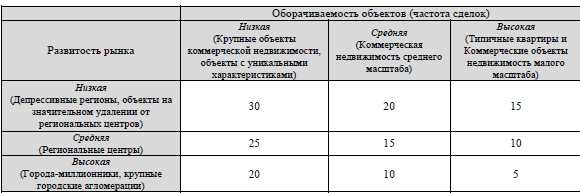 Развитость рынка
Оборачиваемость объектов (частота сделок)
Низкая
(Крупные объекты
коммерческой недвижимости,
объекты с уникальными
характеристиками)
Средняя
(Коммерческая
недвижимость среднего
масштаба)
Высокая
(Типичные квартиры и
Коммерческие объекты
недвижимость малого
масштаба)
Низкая
(Депрессивные регионы, объекты на
значительном удалении от
региональных центров)
30
20
15
Средняя
(Региональные центры)
25
15
10
Высокая
(Города-миллионники, крупные
городские агломерации)
20
10
5